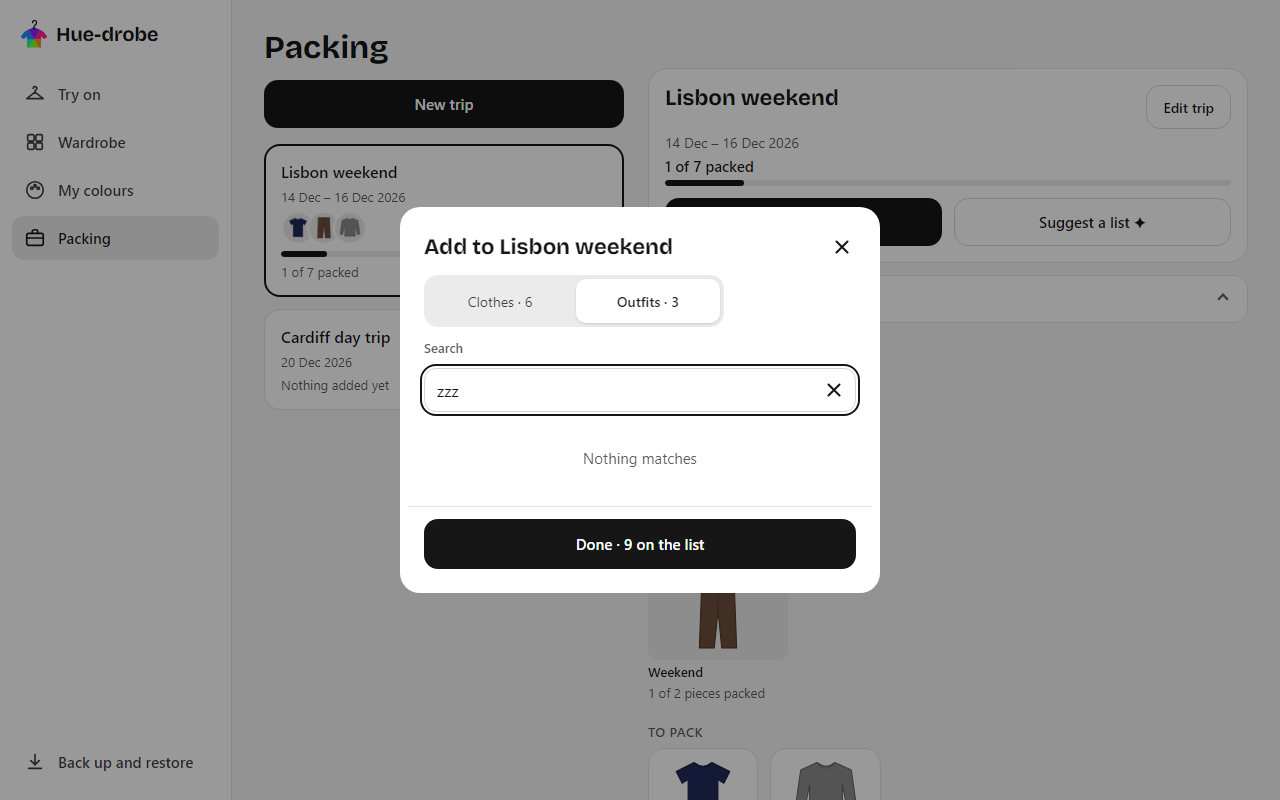 Hue-drobe
Try on
Wardrobe
My colours
Packing
Back up and restore
Packing
New trip
Lisbon weekend
14 Dec – 16 Dec 2026
1 of 7 packed
Cardiff day trip
20 Dec 2026
Nothing added yet
Lisbon weekend
Edit trip
14 Dec – 16 Dec 2026
1 of 7 packed
Suggest a list ✦
Add to Lisbon weekend
Clothes · 6
Outfits · 3
Search
zzz
Nothing matches
Done · 9 on the list
Weekend
1 of 2 pieces packed
TO PACK